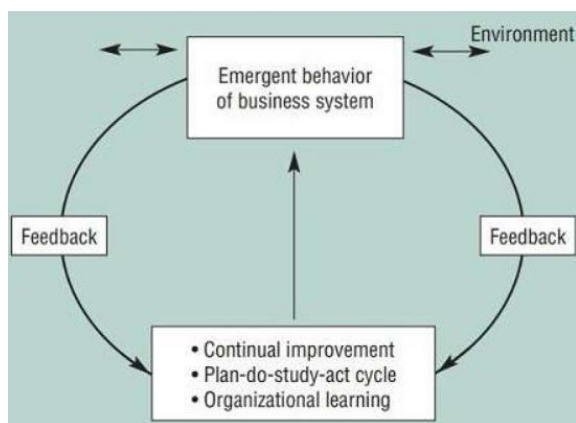 Environment
Emergent behavior
of business system
Feedback
Feedback
• Continual improvement
• Plan-do-study-act cycle
• Organizational learning